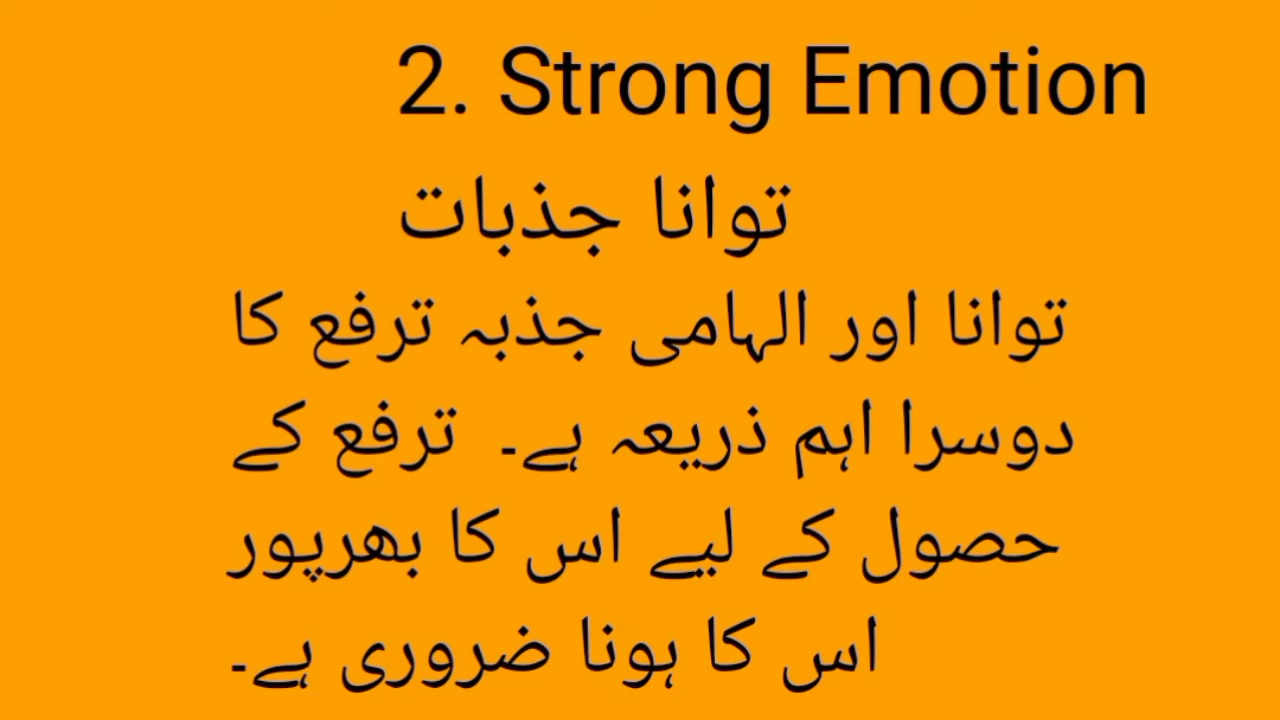 2. Strong Emotion
توانا جذبات
توانا اور الہامی جذبہ ترفع کا
دوسرا اہم ذریعہ ہے۔ ترفع کے
حصول کے لیے اس کا بھرپور
اس کا ہونا ضروری ہے۔